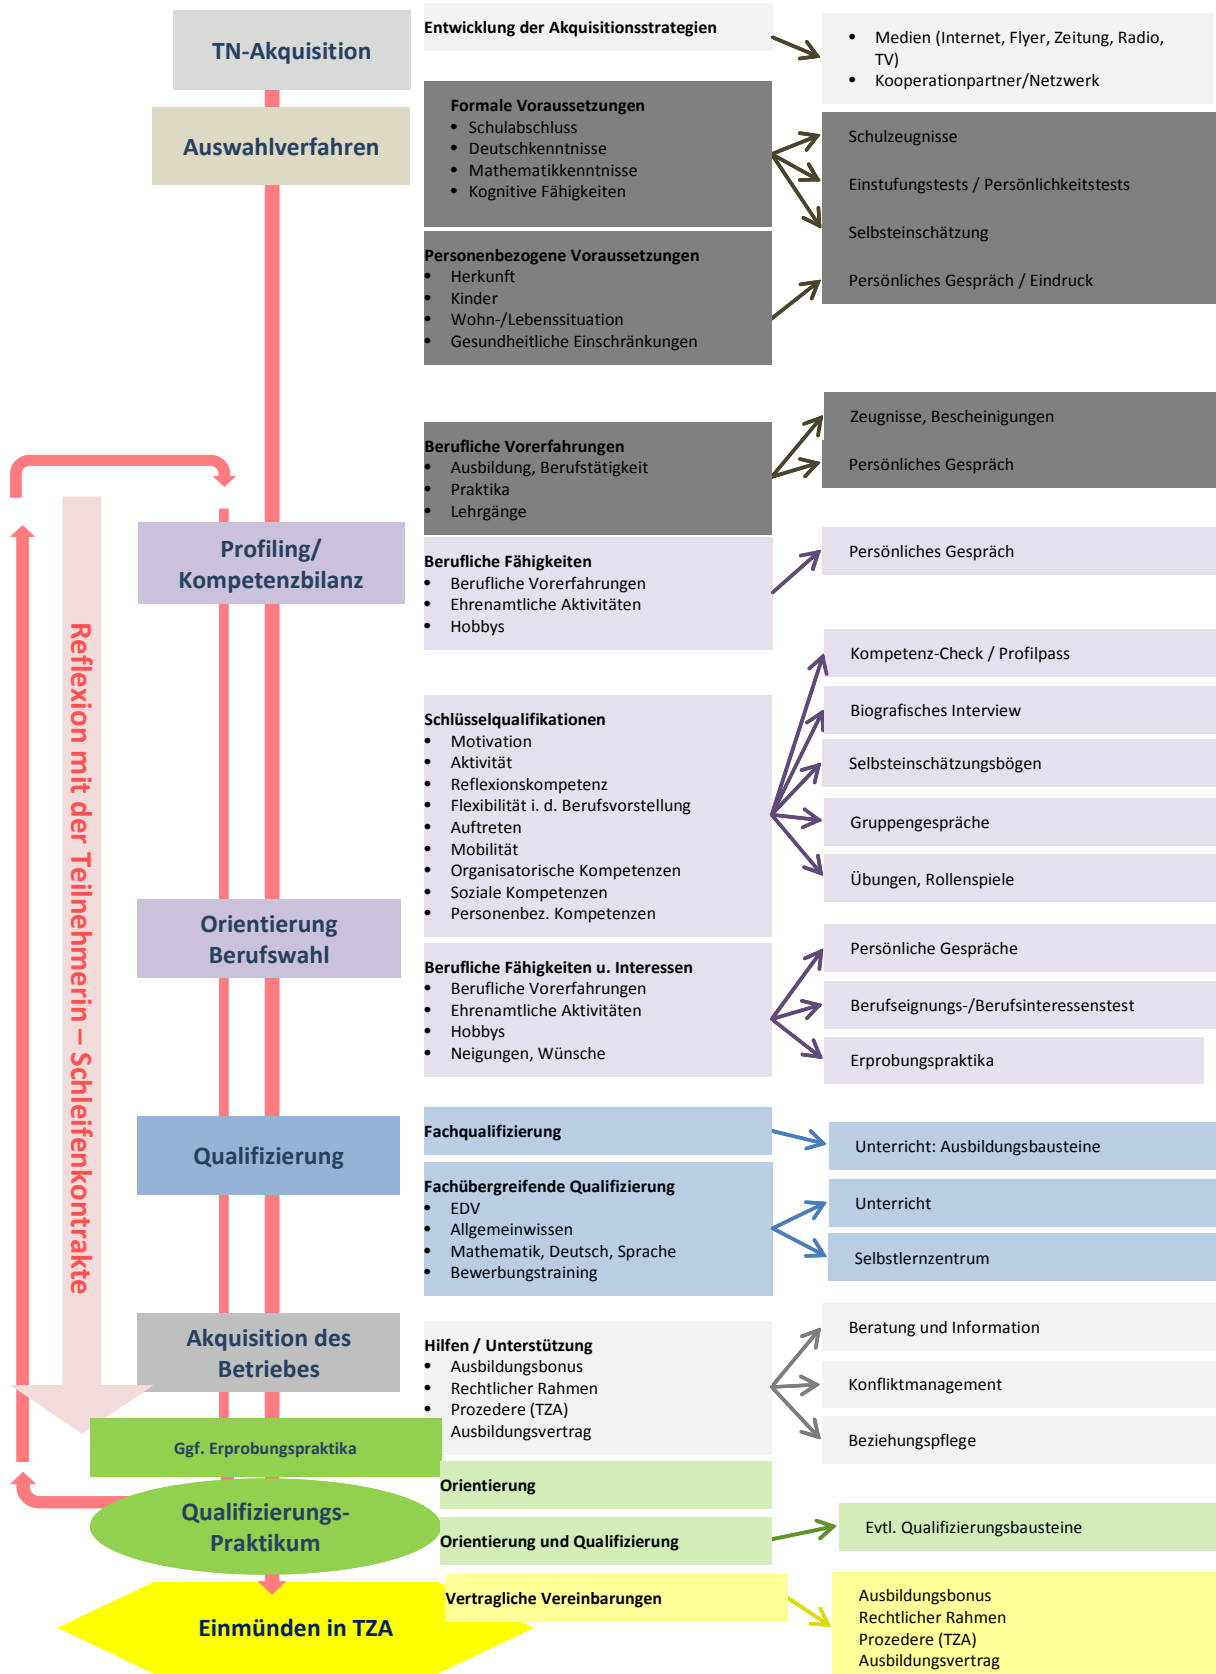 TN-Akquisition
Entwicklung der Akquisitionsstrategien
• Medien (Internet, Flyer, Zeitung, Radio,
TV)
• Kooperationpartner/Netzwerk
Auswahlverfahren
Formale Voraussetzungen
• Schulabschluss
• Deutschkenntnisse
• Mathematikkenntnisse
• Kognitive Fähigkeiten
Schulzeugnisse
Einstufungstests / Persönlichkeitstests
Selbsteinschätzung
Persönliches Gespräch / Eindruck
Personenbezogene Voraussetzungen
• Herkunft
• Kinder
• Wohn-/Lebenssituation
• Gesundheitliche Einschränkungen
Berufliche Vorerfahrungen
• Ausbildung, Berufstätigkeit
• Praktika
• Lehrgänge
Zeugnisse, Bescheinigungen
Persönliches Gespräch
Profiling/
Kompetenzbilanz
Berufliche Fähigkeiten
• Berufliche Vorerfahrungen
• Ehrenamtliche Aktivitäten
• Hobbys
Persönliches Gespräch
Reflexion mit der Teilnehmerin – Schleifenkontrakte
Schlüsselqualifikationen
• Motivation
• Aktivität
• Reflexionskompetenz
• Flexibilität i. d. Berufsvorstellung
• Auftreten
• Mobilität
• Organisatorische Kompetenzen
• Soziale Kompetenzen
• Personenbez. Kompetenzen
Kompetenz-Check / Profilpass
Biografisches Interview
Selbsteinschätzungsbögen
Gruppengespräche
Übungen, Rollenspiele
Orientierung
Berufswahl
Berufliche Fähigkeiten u. Interessen
• Berufliche Vorerfahrungen
• Ehrenamtliche Aktivitäten
• Hobbys
• Neigungen, Wünsche
Persönliche Gespräche
Berufseignungs-/Berufsinteressenstest
Erprobungspraktika
Qualifizierung
Fachqualifizierung
Unterricht: Ausbildungsbausteine
Fachübergreifende Qualifizierung
• EDV
• Allgemeinwissen
• Mathematik, Deutsch, Sprache
• Bewerbungstraining
Unterricht
Selbstlernzentrum
Akquisition des
Betriebes
Hilfen / Unterstützung
• Ausbildungsbonus
• Rechtlicher Rahmen
• Prozedere (TZA)
Ausbildungsvertrag
Beratung und Information
Konfliktmanagement
Beziehungspflege
Ggf. Erprobungspraktika
Orientierung
Qualifizierungs-
Praktikum
Orientierung und Qualifizierung
Evtl. Qualifizierungsbausteine
Einmünden in TZA
Vertragliche Vereinbarungen
Ausbildungsbonus
Rechtlicher Rahmen
Prozedere (TZA)
Ausbildungsvertrag